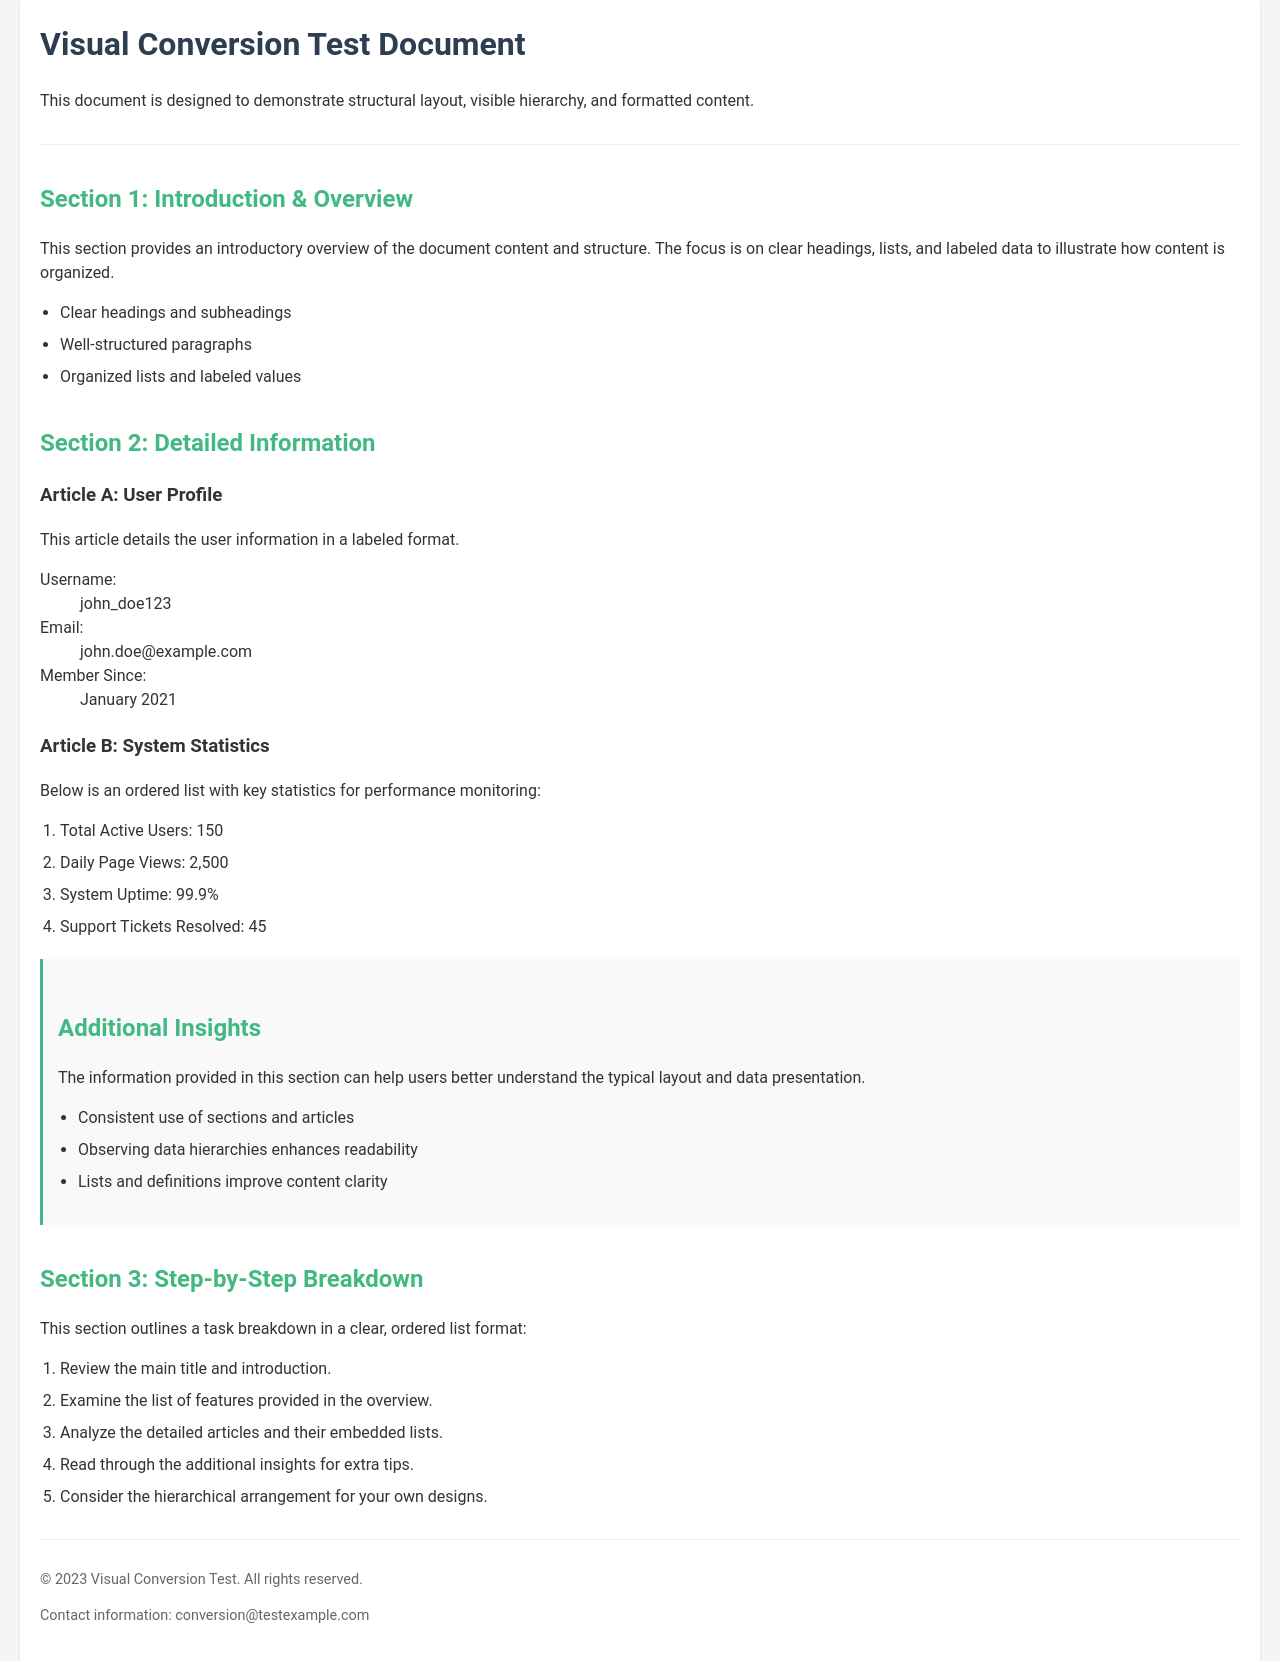 Visual Conversion Test Document
This document is designed to demonstrate structural layout, visible hierarchy, and formatted content.
Section 1: Introduction & Overview
This section provides an introductory overview of the document content and structure. The focus is on clear headings, lists, and labeled data to illustrate how content is
organized.
• Clear headings and subheadings
• Well-structured paragraphs
• Organized lists and labeled values
Section 2: Detailed Information
Article A: User Profile
This article details the user information in a labeled format.
Username:
john_doe123
Email:
john.doe@example.com
Member Since:
January 2021
Article B: System Statistics
Below is an ordered list with key statistics for performance monitoring:
1. Total Active Users: 150
2. Daily Page Views: 2,500
3. System Uptime: 99.9%
4. Support Tickets Resolved: 45
Additional Insights
The information provided in this section can help users better understand the typical layout and data presentation.
• Consistent use of sections and articles
• Observing data hierarchies enhances readability
• Lists and definitions improve content clarity
Section 3: Step-by-Step Breakdown
This section outlines a task breakdown in a clear, ordered list format:
1. Review the main title and introduction.
2. Examine the list of features provided in the overview.
3. Analyze the detailed articles and their embedded lists.
4. Read through the additional insights for extra tips.
5. Consider the hierarchical arrangement for your own designs.
© 2023 Visual Conversion Test. All rights reserved.
Contact information: conversion@testexample.com